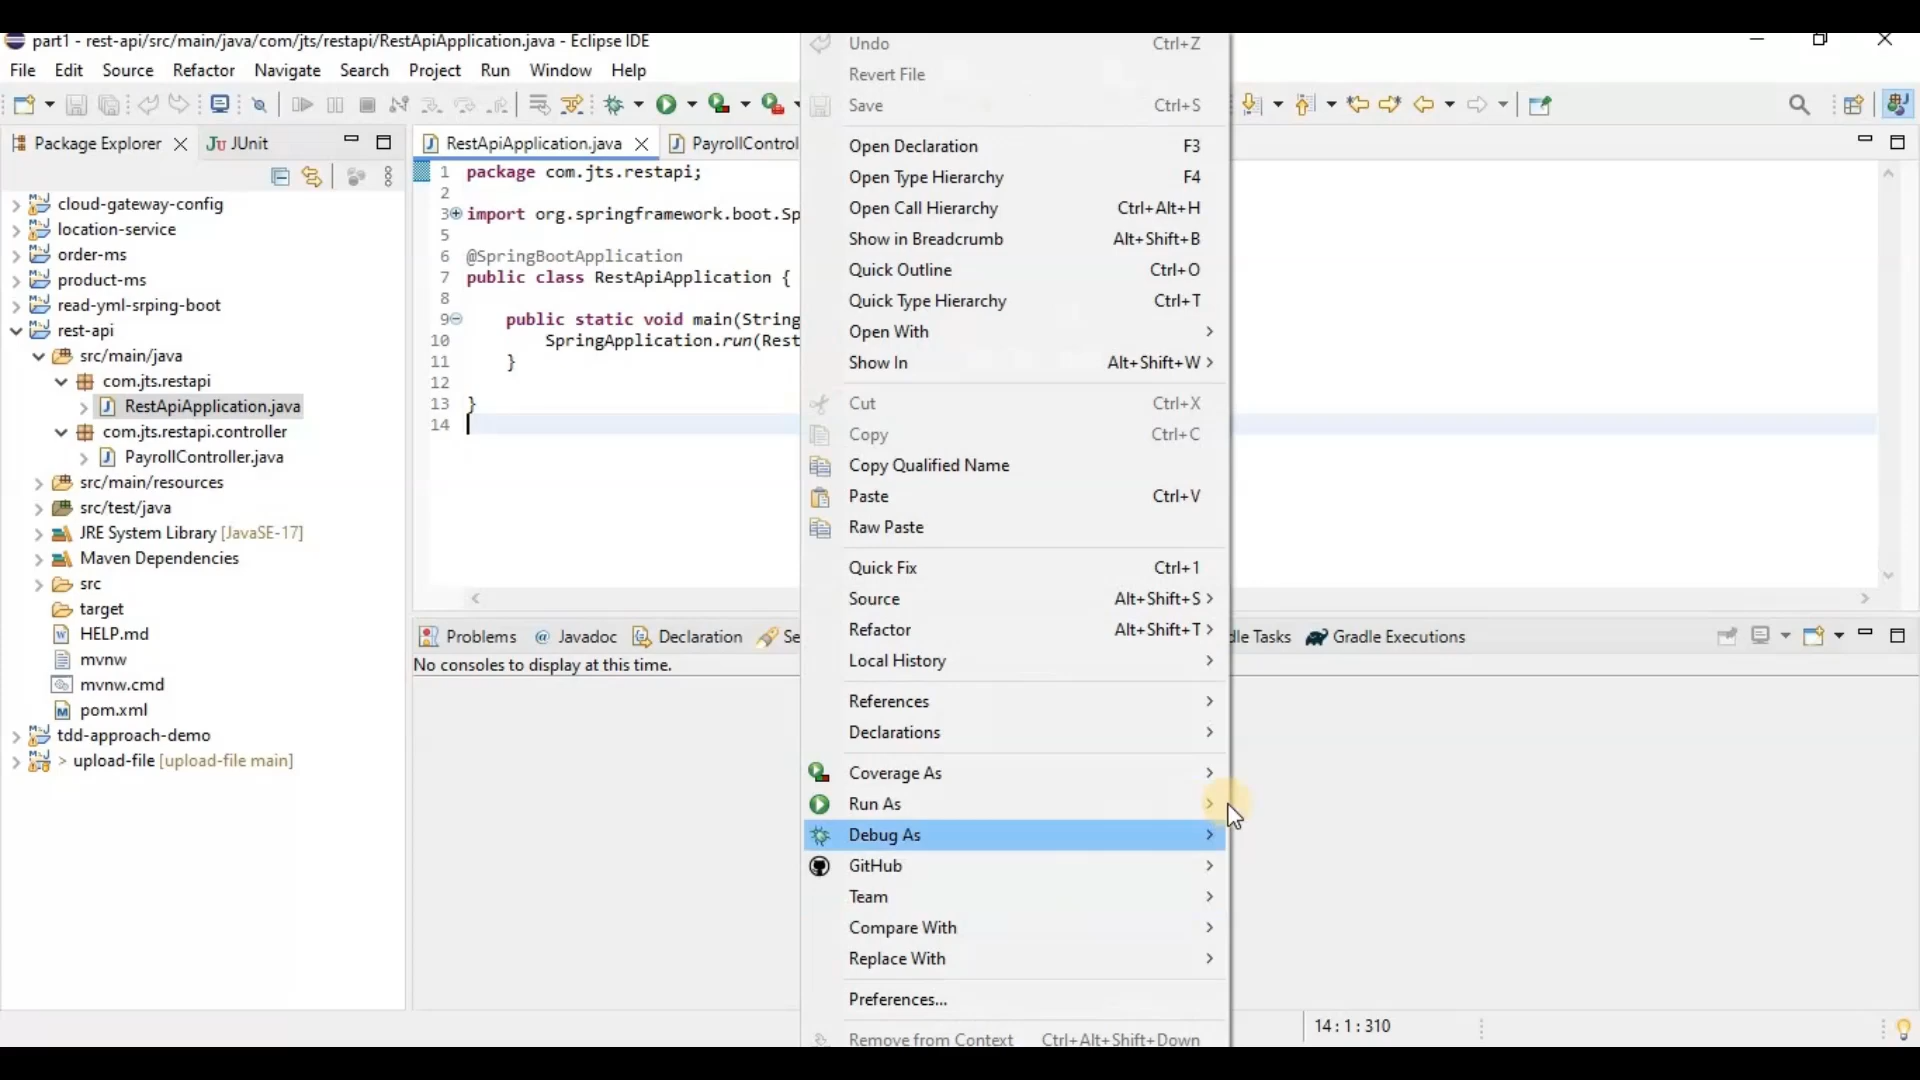 part1 - rest-api/src/main/java/com/jts/restapi/RestApiApplication.java - Eclipse IDE
File Edit Source Refactor Navigate Search Project Run Window Help
Package Explorer
JUnit
cloud-gateway-config
location-service
order-ms
product-ms
read-yml-srping-boot
rest-api
src/main/java
com.jts.restapi
RestApiApplication.java
com.jts.restapi.controller
PayrollController.java
src/main/resources
src/test/java
JRE System Library [JavaSE-17]
Maven Dependencies
src
target
HELP.md
mvnw
mvnw.cmd
pom.xml
tdd-approach-demo
> upload-file [upload-file main]
RestApiApplication.java
PayrollControl
1 package com.jts.restapi;
2
3 import org.springframework.boot.Sp
5
6 @SpringBootApplication
7 public class RestApiApplication {
8
9 public static void main(String
10 SpringApplication.run(Rest
11 }
12
13 }
14
Problems @ Javadoc Declaration Se
No consoles to display at this time.
dle Tasks Gradle Executions
Undo Ctrl+Z
Revert File
Save Ctrl+S
Open Declaration F3
Open Type Hierarchy F4
Open Call Hierarchy Ctrl+Alt+H
Show in Breadcrumb Alt+Shift+B
Quick Outline Ctrl+O
Quick Type Hierarchy Ctrl+T
Open With
Show In Alt+Shift+W
Cut Ctrl+X
Copy Ctrl+C
Copy Qualified Name
Paste Ctrl+V
Raw Paste
Quick Fix Ctrl+1
Source Alt+Shift+S
Refactor Alt+Shift+T
Local History
References
Declarations
Coverage As
Run As
Debug As
GitHub
Team
Compare With
Replace With
Preferences...
Remove from Context Ctrl+Alt+Shift+Down
14 : 1 : 310